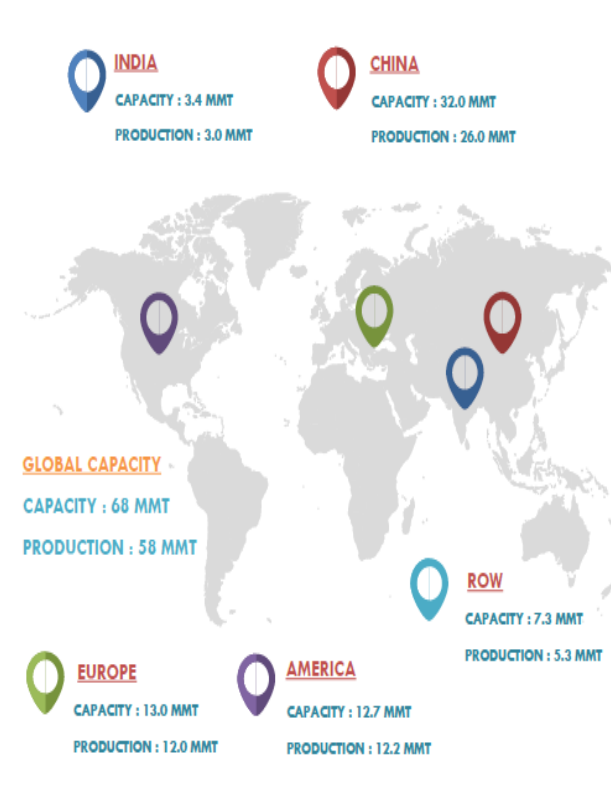 INDIA
CAPACITY : 3.4 MMT
PRODUCTION : 3.0 MMT
CHINA
CAPACITY : 32.0 MMT
PRODUCTION : 26.0 MMT
GLOBAL CAPACITY
CAPACITY : 68 MMT
PRODUCTION : 58 MMT
ROW
CAPACITY : 7.3 MMT
PRODUCTION : 5.3 MMT
EUROPE
CAPACITY : 13.0 MMT
PRODUCTION : 12.0 MMT
AMERICA
CAPACITY : 12.7 MMT
PRODUCTION : 12.2 MMT